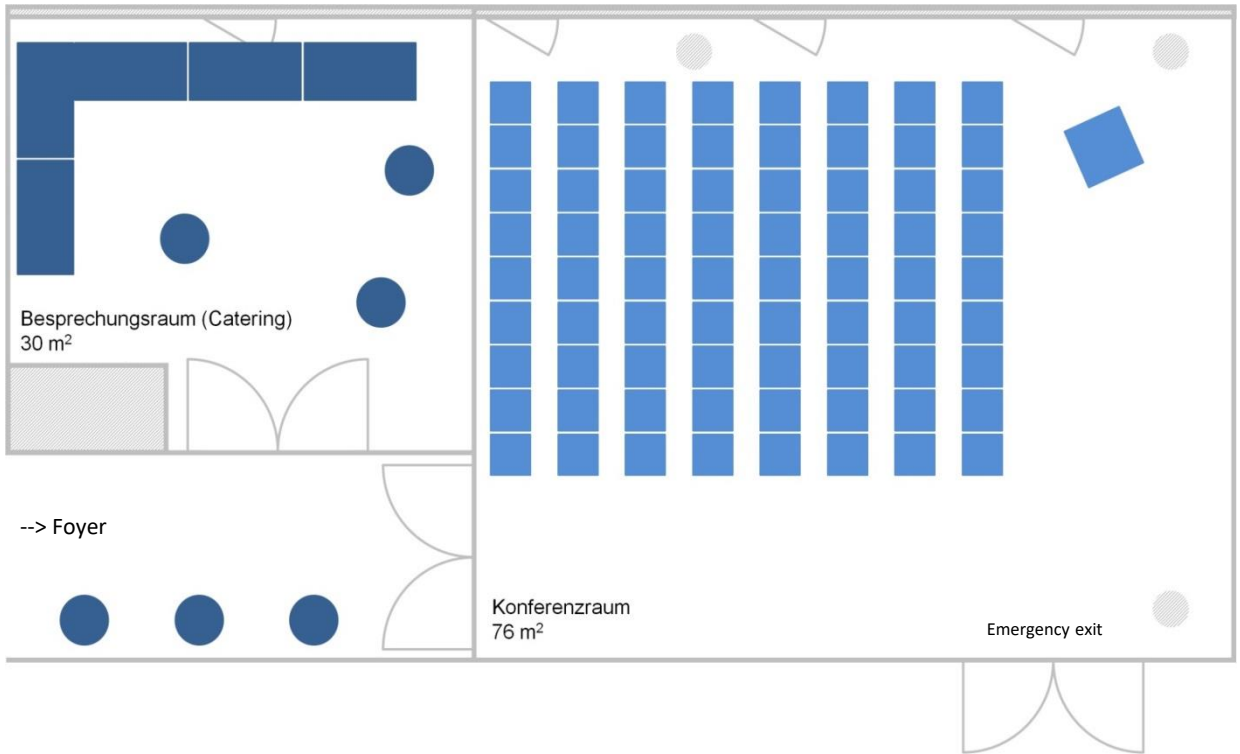 Besprechungsraum (Catering)
30 m²
--> Foyer
Konferenzraum
76 m²
Emergency exit